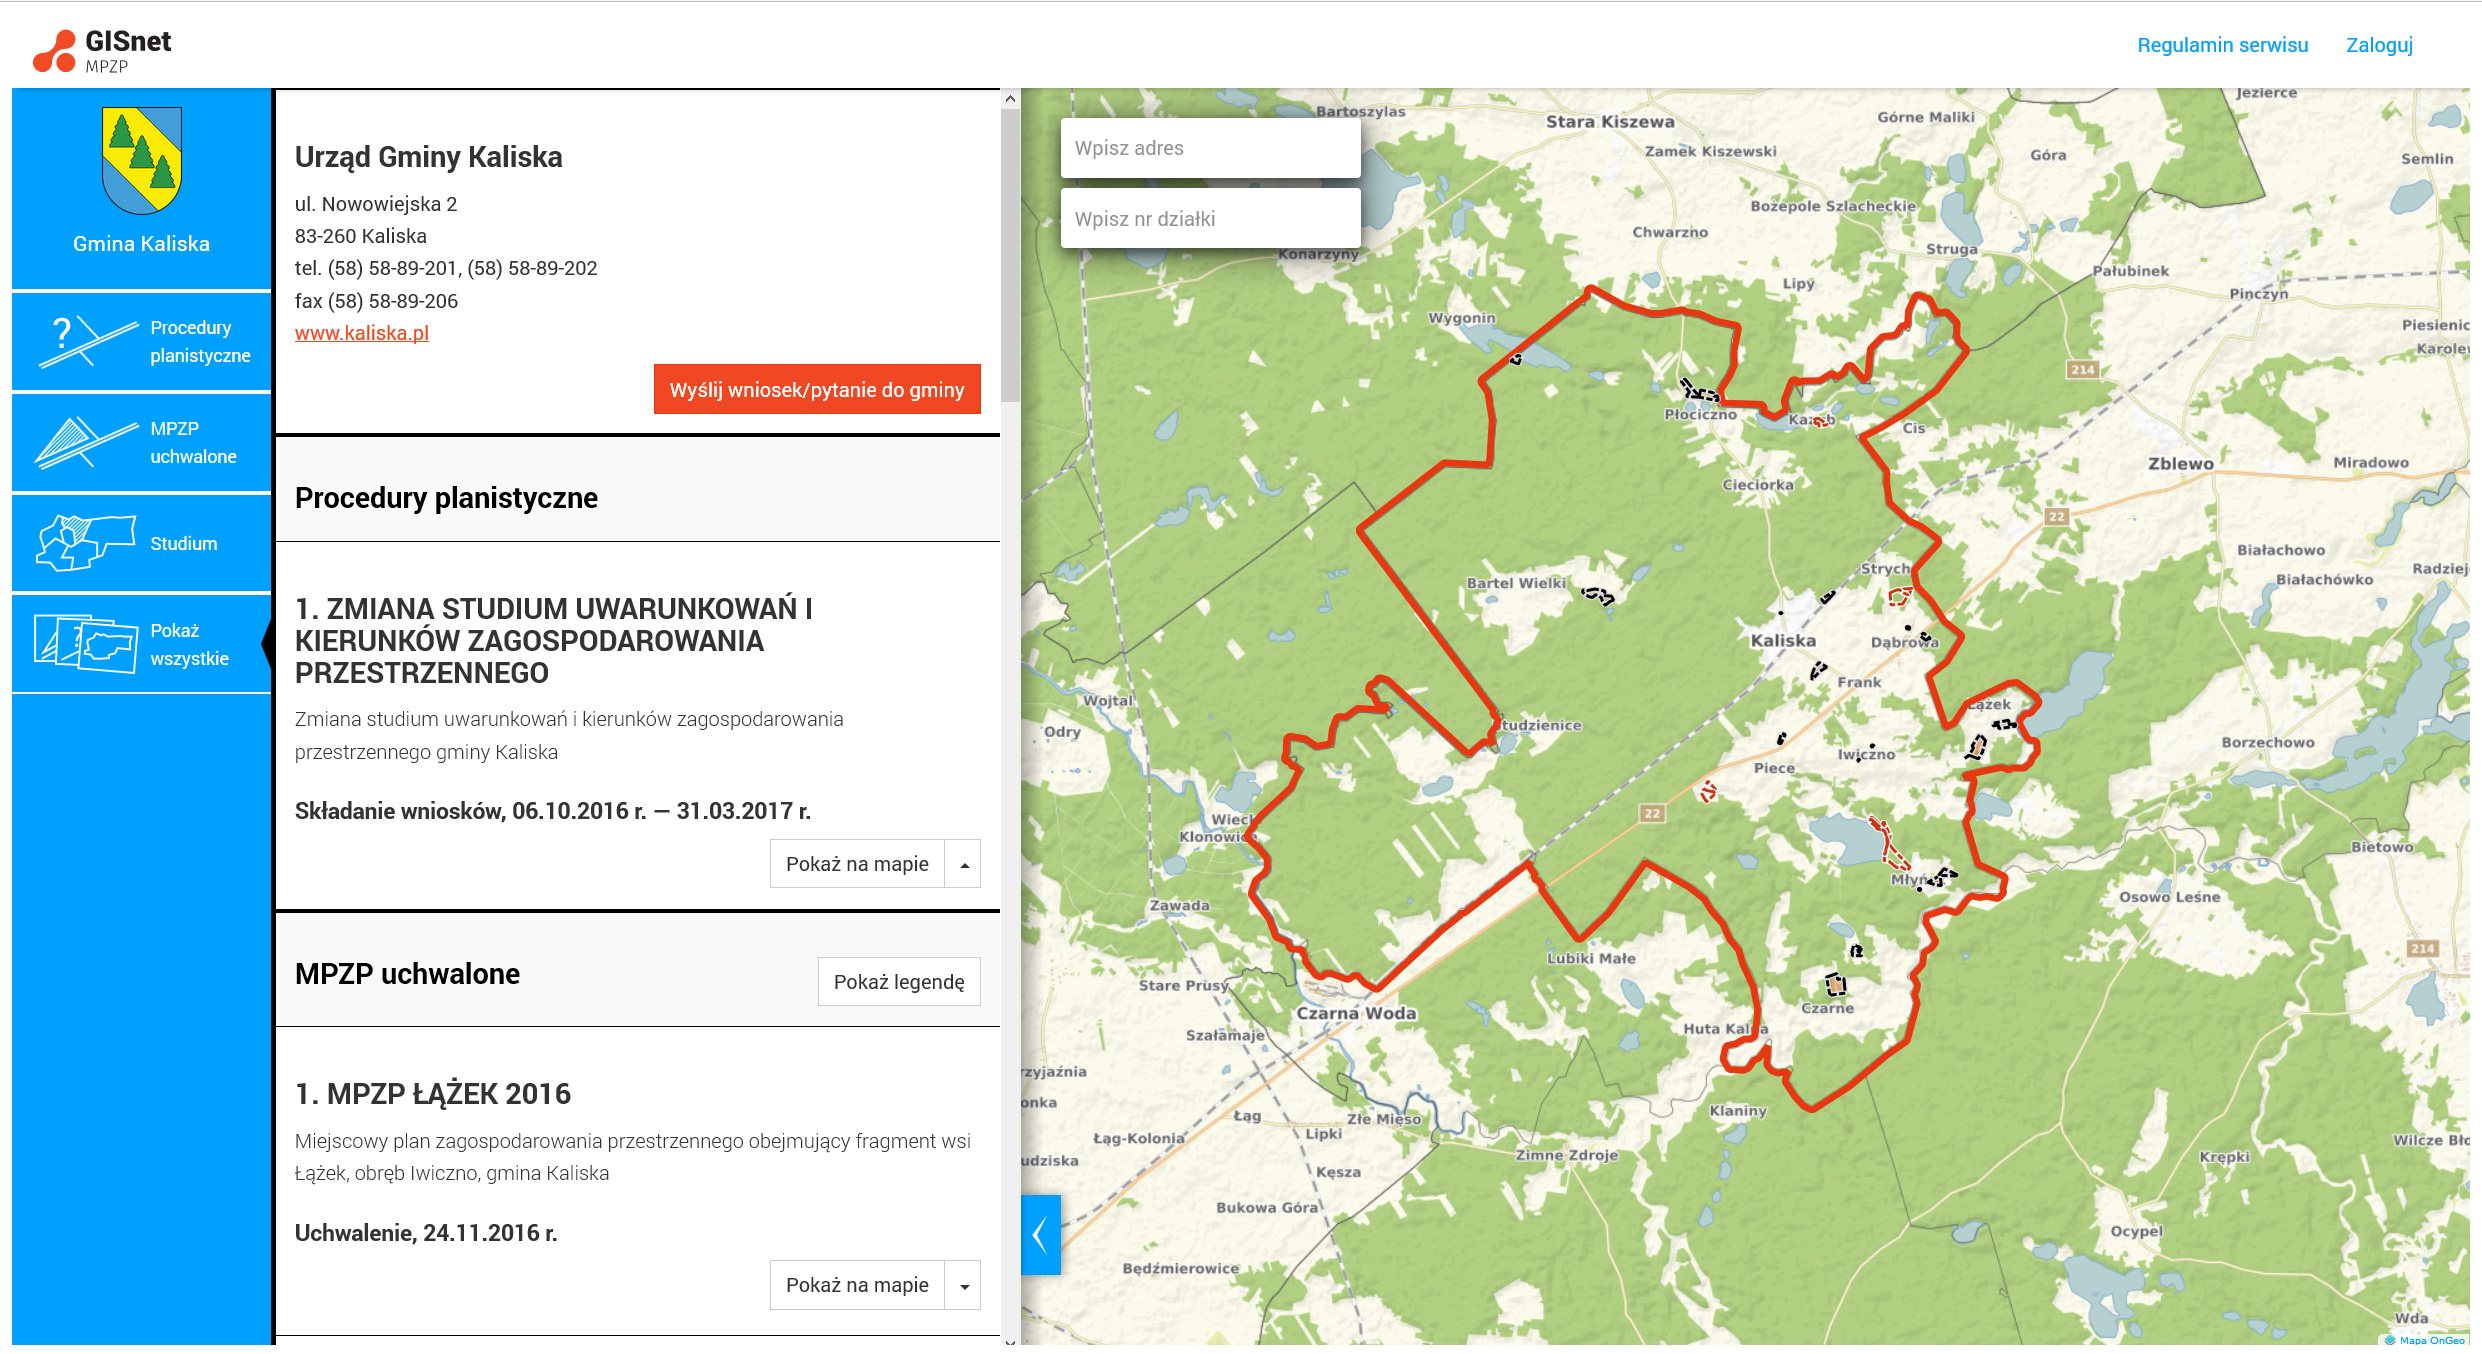 GISnet
MPZP
Regulamin serwisu
Zaloguj
Gmina Kaliska
Procedury
planistyczne
MPZP
uchwalone
Studium
Pokaż
wszystkie
Urząd Gminy Kaliska
ul. Nowowiejska 2
83-260 Kaliska
tel. (58) 58-89-201, (58) 58-89-202
fax (58) 58-89-206
www.kaliska.pl
Wyślij wniosek/pytanie do gminy
Procedury planistyczne
1. ZMIANA STUDIUM UWARUNKOWAŃ I
KIERUNKÓW ZAGOSPODAROWANIA
PRZESTRZENNEGO
Zmiana studium uwarunkowań i kierunków zagospodarowania
przestrzennego gminy Kaliska
Składanie wniosków, 06.10.2016 r. — 31.03.2017 r.
Pokaż na mapie
MPZP uchwalone
Pokaż legendę
1. MPZP ŁĄŻEK 2016
Miejscowy plan zagospodarowania przestrzennego obejmujący fragment wsi
Łążek, obręb Iwiczno, gmina Kaliska
Uchwalenie, 24.11.2016 r.
Pokaż na mapie
Wpisz adres
Wpisz nr działki
Bartoszylas
Stara Kiszewa
Górne Maliki
Jezierce
Zamek Kiszewski
Góra
Semlin
Bożepole Szlacheckie
Chwarzno
Struga
Konarzyny
Pałubinek
Lipy
Pinczyn
Wygonin
Piesienic
Karolew
214
Płociczno
Cis
Zblewo
Miradowo
Cieciorka
22
Białachowo
Strych
Radziej
Bartel Wielki
Białachówko
Kaliska
Dąbrowa
Frank
Wojtal
Łążek
Odry
tudzienice
Borzechowo
Iwiczno
Piece
22
Wieck
Klonowice
Bietowo
Młyn
Osowo Leśne
Zawada
214
Lubiki Małe
Stare Prusy
Czarne
Czarna Woda
Huta Kalna
Szałamaje
rzyjaźnia
onka
Klaniny
Łąg
Złe Mięso
Łąg-Kolonia
Lipki
Wilcze Bło
Zimne Zdroje
Krępki
udziska
Kęsza
Bukowa Góra
Ocypel
Będźmierowice
Wda
Mapa OnGeo